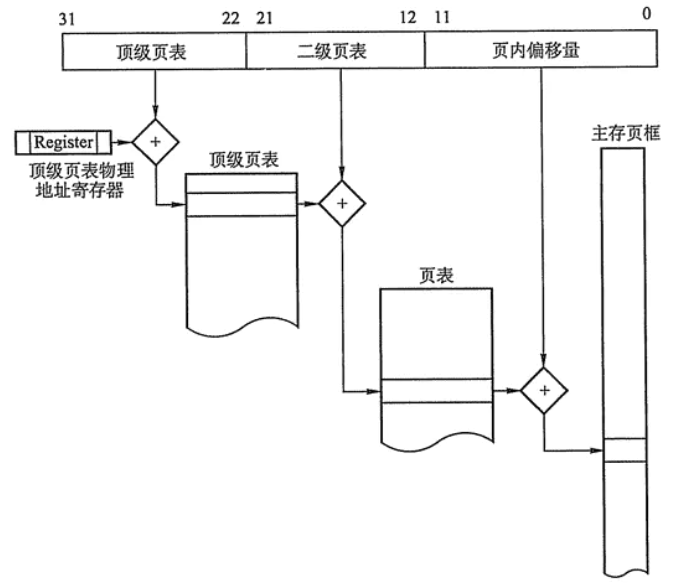 31 22 21 12 11 0
顶级页表 二级页表 页内偏移量
Register
+
主存页框
顶级页表物理
地址寄存器
顶级页表
+
页表
+